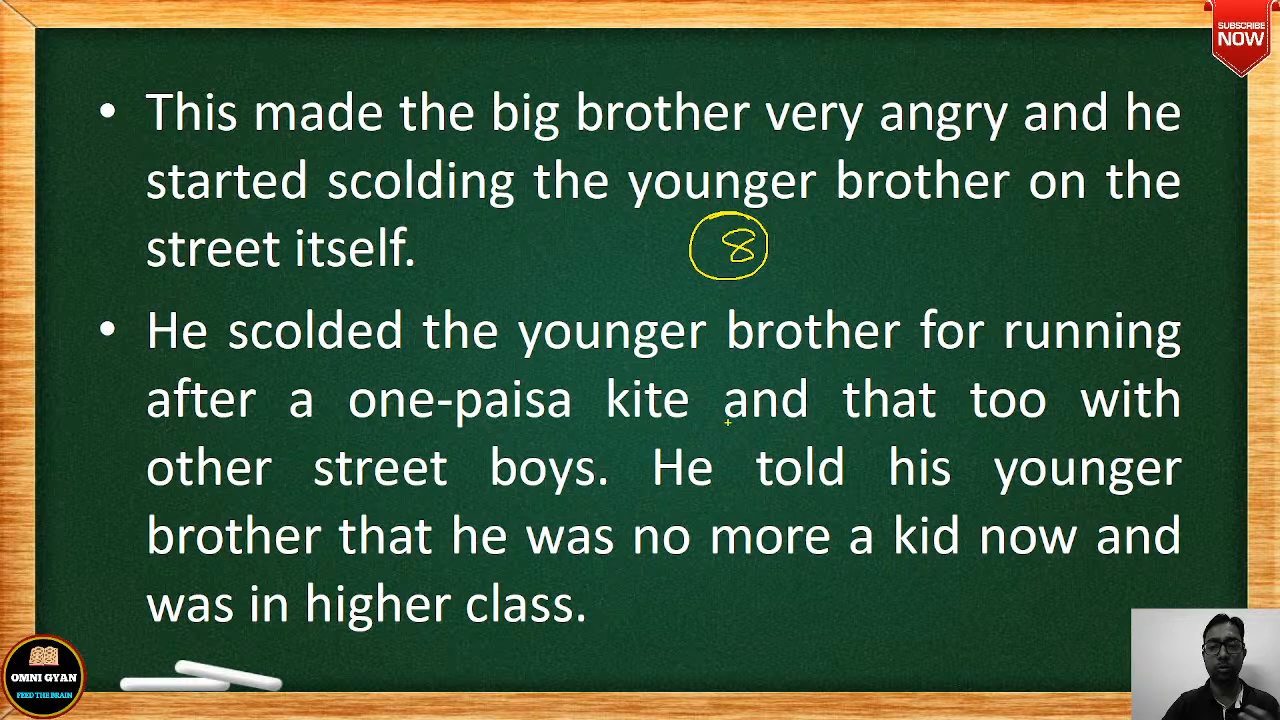 SUBSCRIBE
NOW
• This made the big brother very angry and he
started scolding the younger brother on the
street itself.
8
• He scolded the younger brother for running
after a one-paisa kite and that too with
other street boys. He told his younger
brother that he was no more a kid now and
was in higher class.
OMNI GYAN
FEED THE BRAIN